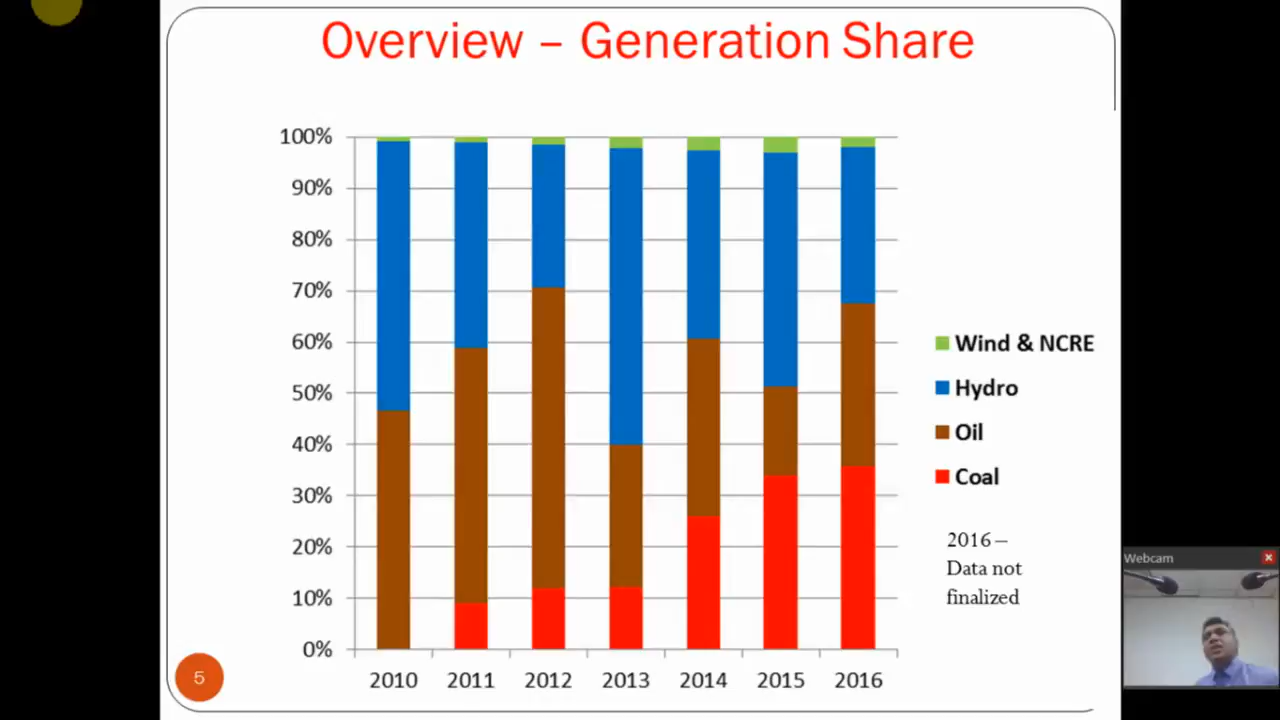 Overview – Generation Share
100%
90%
80%
70%
60%
50%
40%
30%
20%
10%
0%
2010 2011 2012 2013 2014 2015 2016
Wind & NCRE
Hydro
Oil
Coal
2016 –
Data not
finalized
5
Webcam